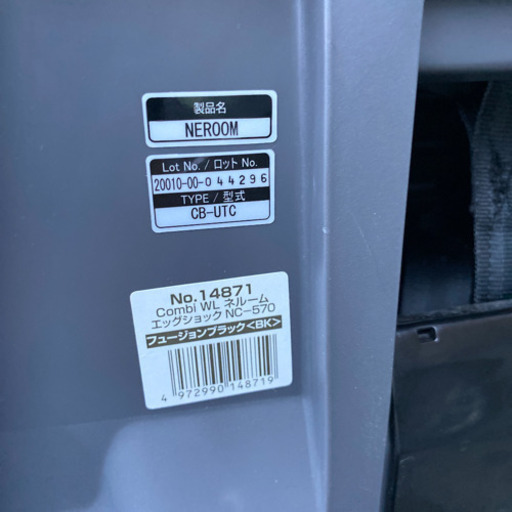 製品名
NEROOM
Lot No. / ロット No.
20010-00-044296
TYPE / 型式
CB-UTC
No.14871
Combi WL ネルーム
エッグショック NC-570
フュージョンブラック<BK>
4 972990 148719